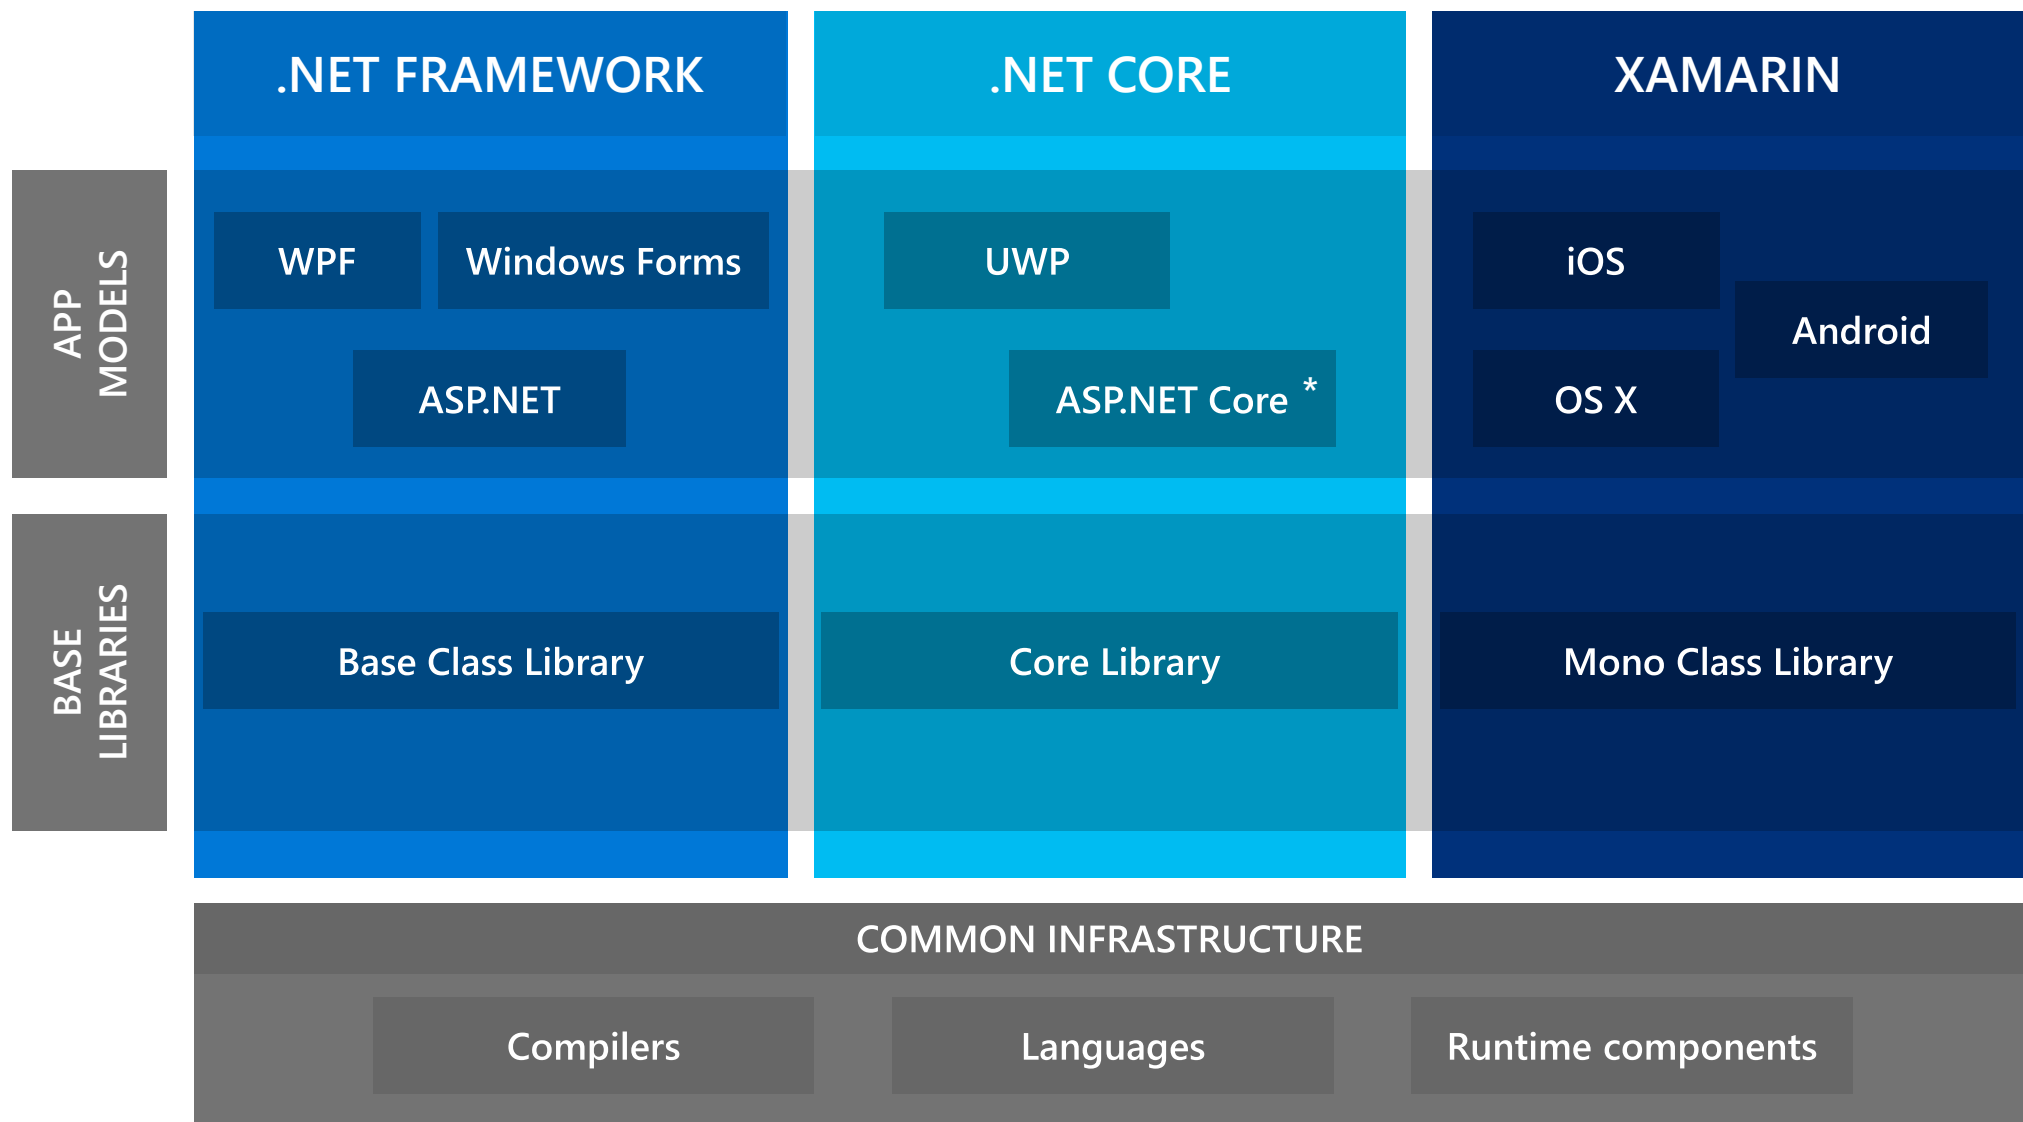 .NET FRAMEWORK
.NET CORE
XAMARIN
APP
MODELS
WPF
Windows Forms
ASP.NET
UWP
ASP.NET Core *
iOS
Android
OS X
BASE
LIBRARIES
Base Class Library
Core Library
Mono Class Library
COMMON INFRASTRUCTURE
Compilers
Languages
Runtime components